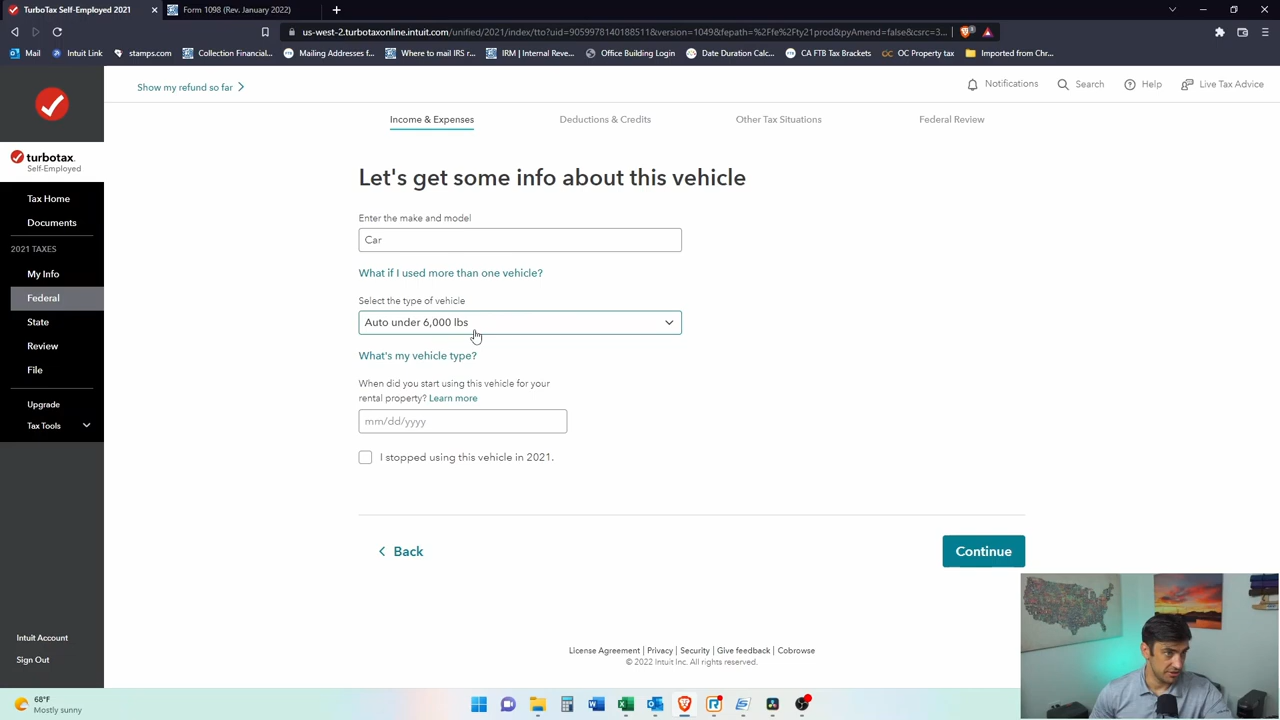 TurboTax Self-Employed 2021
Form 1098 (Rev. January 2022)
us-west-2.turbotaxonline.intuit.com/unified/2021/index/tto?uid=9059978140188511&version=1049&fepath=%2Ffe%2Fty21prod&pyAmend=false&csrc=3...
Mail
Intuit Link
stamps.com
Collection Financial...
Mailing Addresses f...
Where to mail IRS r...
IRM | Internal Reve...
Office Building Loan
Date Duration Calc...
CA FTB Tax Brackets
OC Property tax
Imported from Chr...
Show my refund so far
Notifications
Search
Help
Live Tax Advice
Income & Expenses
Deductions & Credits
Other Tax Situations
Federal Review
turbotax.
Self-Employed
Tax Home
Documents
2021 TAXES
My Info
Federal
State
Review
File
Upgrade
Tax Tools
Intuit Account
Sign Out
Let's get some info about this vehicle
Enter the make and model
Car
What if I used more than one vehicle?
Select the type of vehicle
Auto under 6,000 lbs
What's my vehicle type?
When did you start using this vehicle for your
rental property? Learn more
mm/dd/yyyy
I stopped using this vehicle in 2021.
Back
Continue
License Agreement | Privacy | Security | Give feedback | Cobrowse
© 2022 Intuit Inc. All rights reserved.
68°F
Mostly sunny